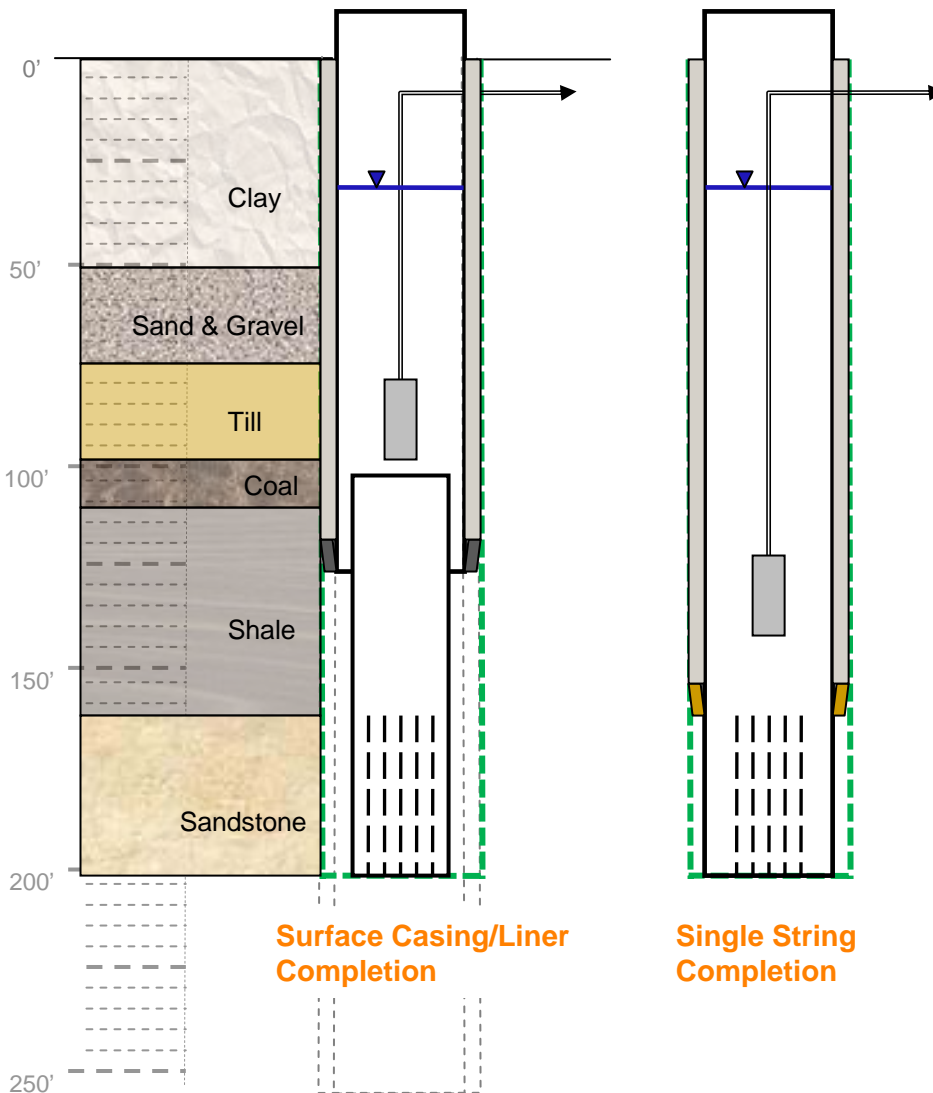 0’
Clay
50’
Sand & Gravel
Till
100’
Coal
Shale
150’
Sandstone
200’
Surface Casing/Liner
Completion
Single String
Completion
250’